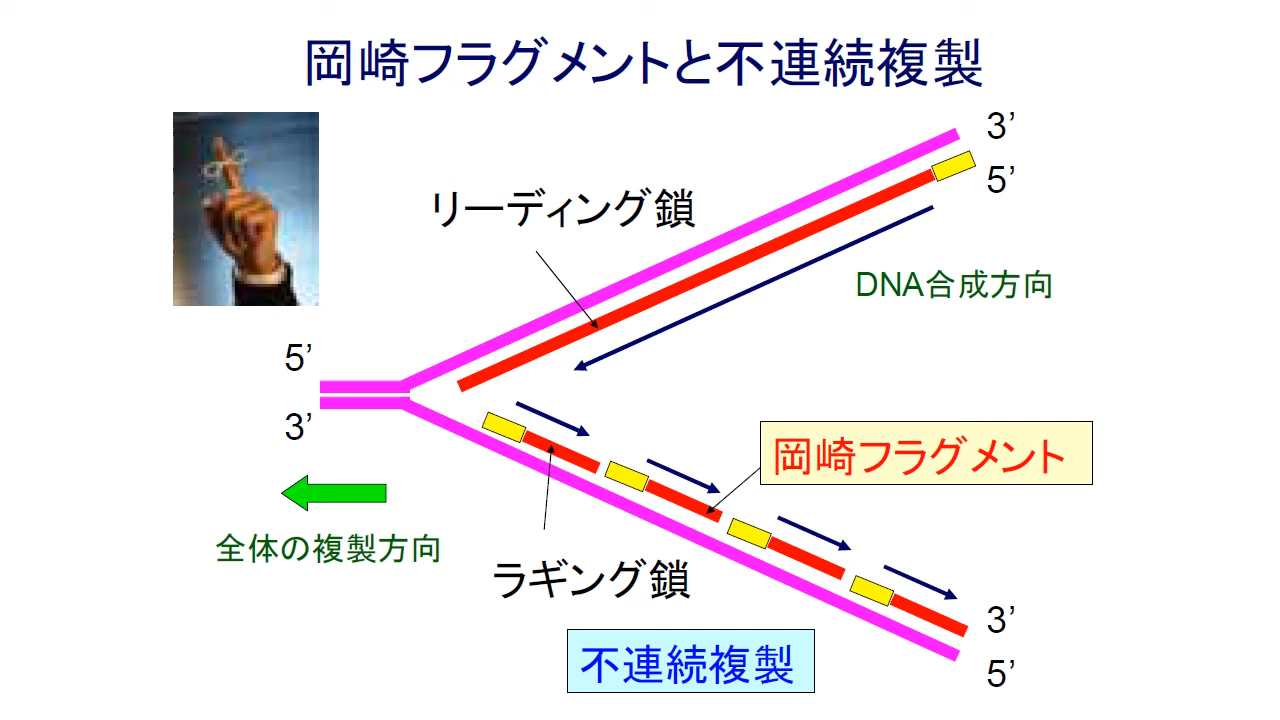 岡崎フラグメントと不連続複製
3’
5’
リーディング鎖
DNA合成方向
5’
3’
岡崎フラグメント
全体の複製方向
ラギング鎖
3’
5’
不連続複製